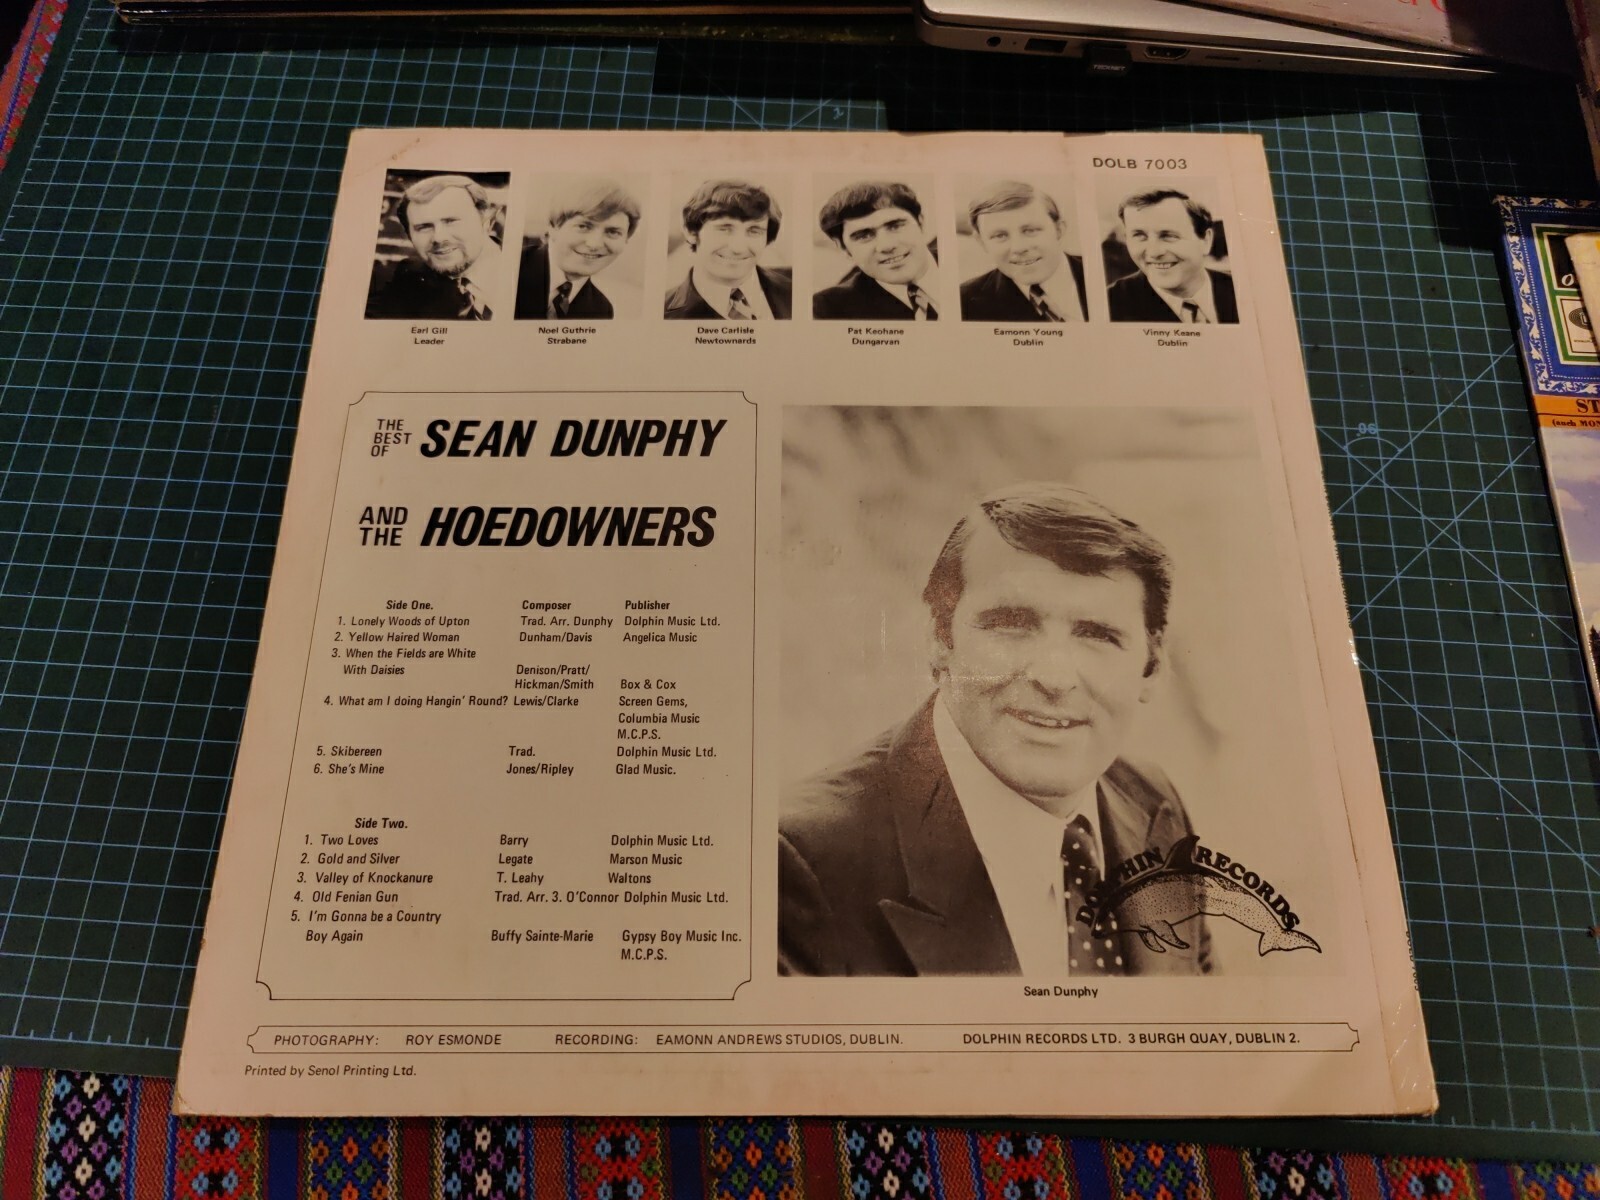 TECKNET
DOLB 7003
Earl Gill
Leader
Noel Guthrie
Strabane
Dave Carlisle
Newtownards
Pat Keohane
Dungarvan
Eamonn Young
Dublin
Vinny Keane
Dublin
THE BEST OF SEAN DUNPHY
AND THE HOEDOWNERS
Side One. Composer Publisher
1. Lonely Woods of Upton Trad. Arr. Dunphy Dolphin Music Ltd.
2. Yellow Haired Woman Dunham/Davis Angelica Music
3. When the Fields are White
With Daisies Denison/Pratt/
Hickman/Smith Box & Cox
4. What am I doing Hangin' Round? Lewis/Clarke Screen Gems,
Columbia Music
M.C.P.S.
5. Skibereen Trad. Dolphin Music Ltd.
6. She's Mine Jones/Ripley Glad Music.
Side Two.
1. Two Loves Barry Dolphin Music Ltd.
2. Gold and Silver Legate Marson Music
3. Valley of Knockanure T. Leahy Waltons
4. Old Fenian Gun Trad. Arr. 3. O'Connor Dolphin Music Ltd.
5. I'm Gonna be a Country
Boy Again Buffy Sainte-Marie Gypsy Boy Music Inc.
M.C.P.S.
DOLPHIN RECORDS
Sean Dunphy
PHOTOGRAPHY: ROY ESMONDE RECORDING: EAMONN ANDREWS STUDIOS, DUBLIN. DOLPHIN RECORDS LTD. 3 BURGH QUAY, DUBLIN 2.
Printed by Senol Printing Ltd.
90
ST